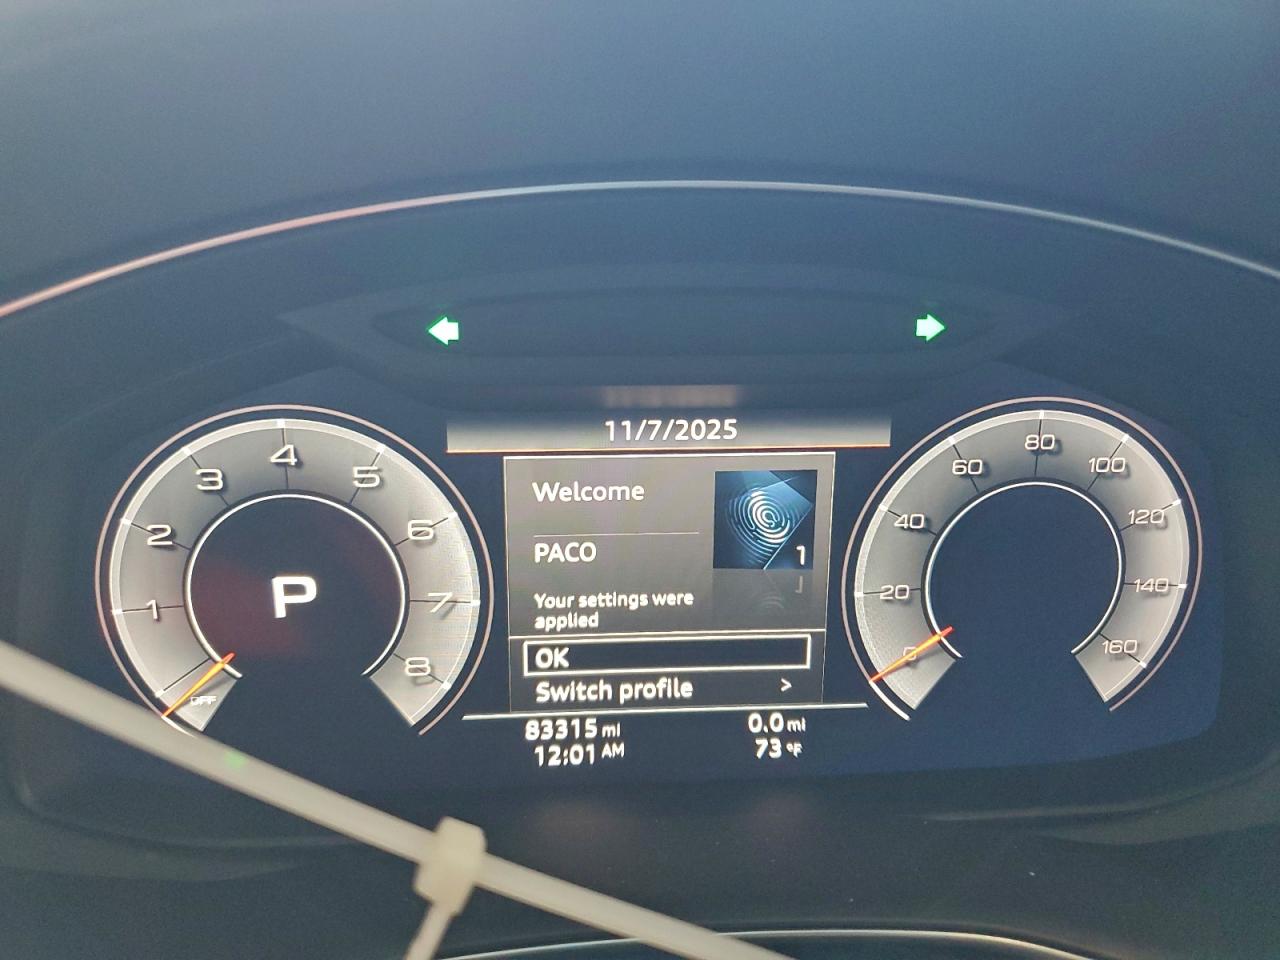 11/7/2025
4
3
5
2
6
1
7
8
OFF
P
Welcome
1
PACO
Your settings were
applied
OK
Switch profile >
83315 mi
0.0 mi
12:01 AM
73 °F
80
60
100
40
120
20
140
0
160